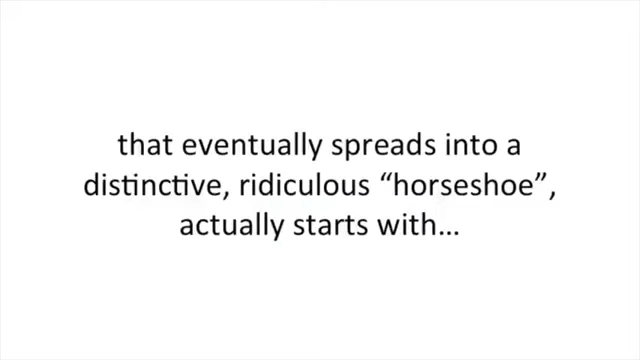 that eventually spreads into a
distinctive, ridiculous “horseshoe”,
actually starts with...